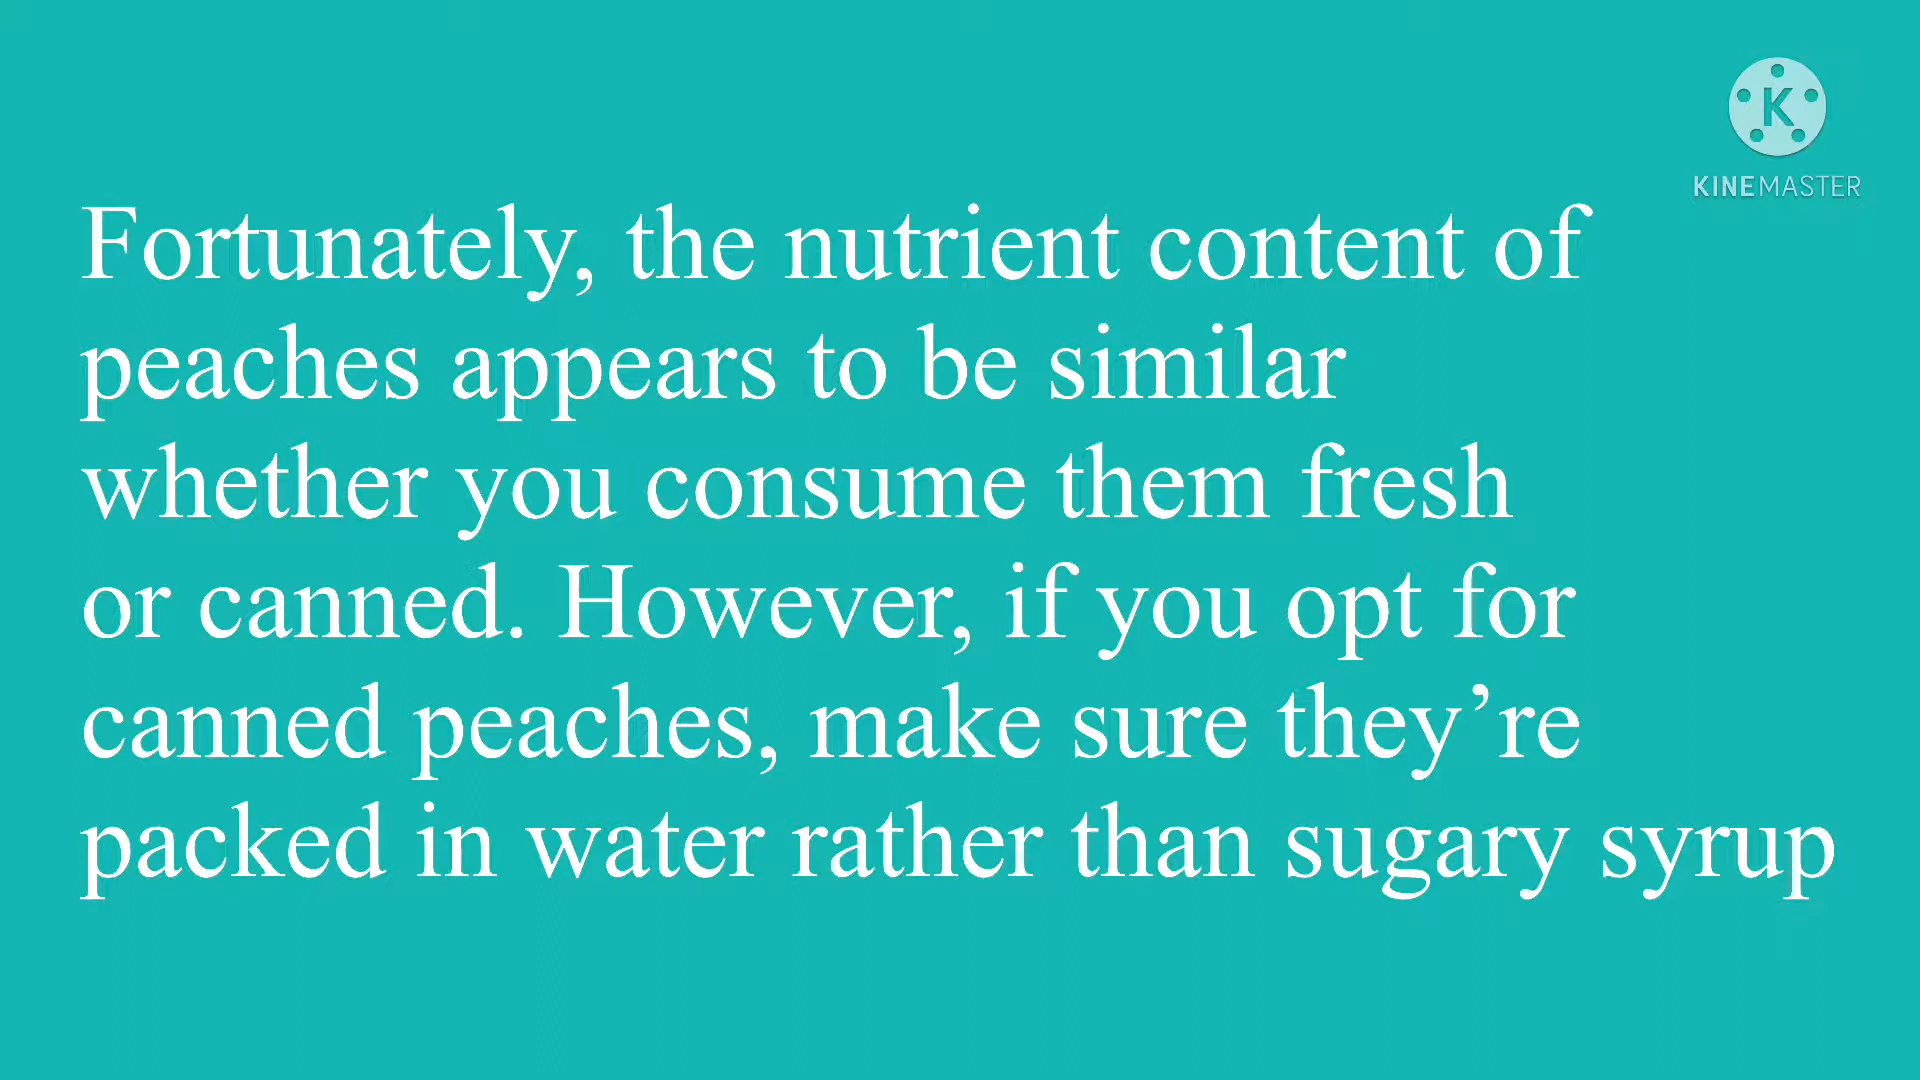 K
KINEMASTER
Fortunately, the nutrient content of
peaches appears to be similar
whether you consume them fresh
or canned. However, if you opt for
canned peaches, make sure they’re
packed in water rather than sugary syrup